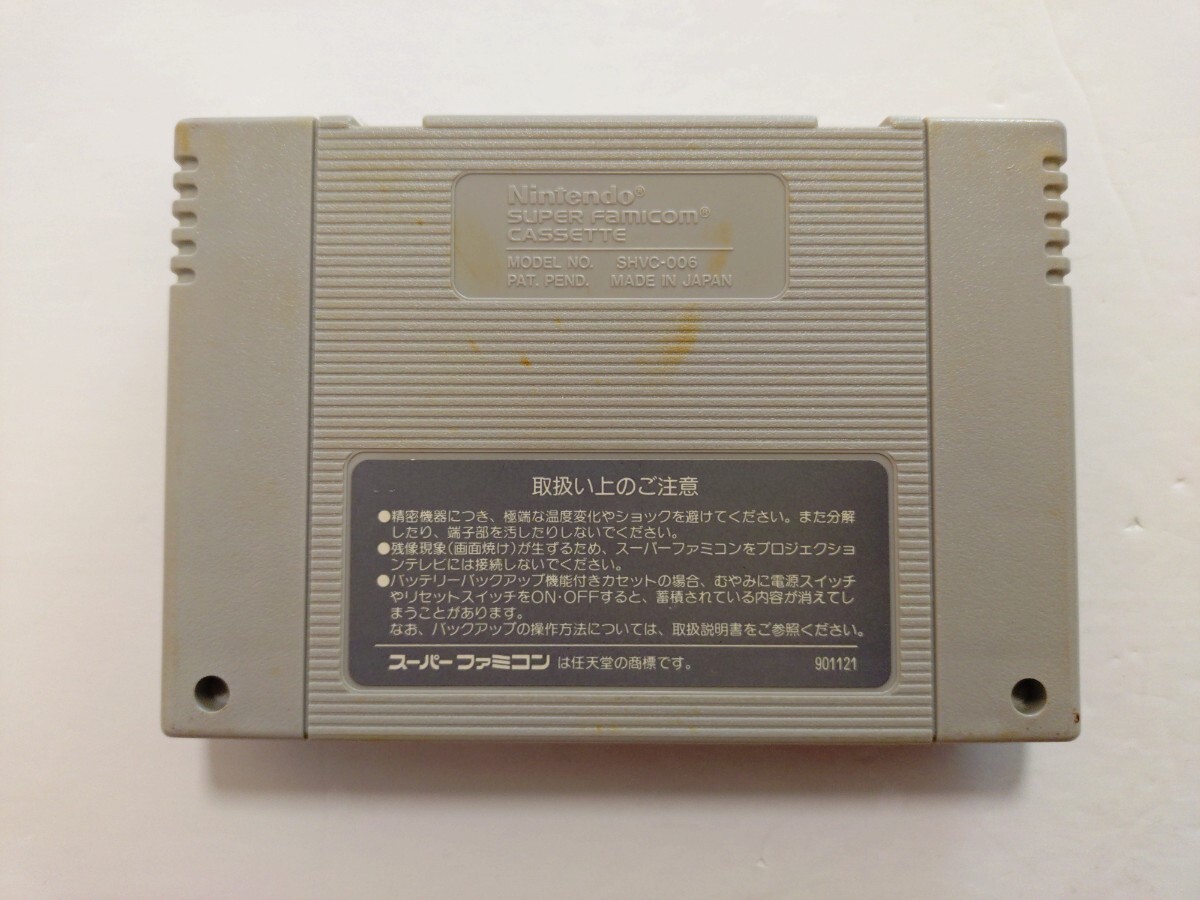 Nintendo®
SUPER FAMICOM®
CASSETTE
MODEL NO. SHVC-006
PAT. PEND. MADE IN JAPAN
取扱い上のご注意
●精密機器につき、極端な温度変化やショックを避けてください。また分解
したり、端子部を汚したりしないでください。
●残像現象(画面焼け)が生ずるため、スーパーファミコンをプロジェクショ
ンテレビには接続しないでください。
●バッテリーバックアップ機能付きカセットの場合、むやみに電源スイッチ
やリセットスイッチをON・OFFすると、蓄積されている内容が消えてし
まうことがあります。
なお、バックアップの操作方法については、取扱説明書をご参照ください。
スーパーファミコン は任天堂の商標です。 901121